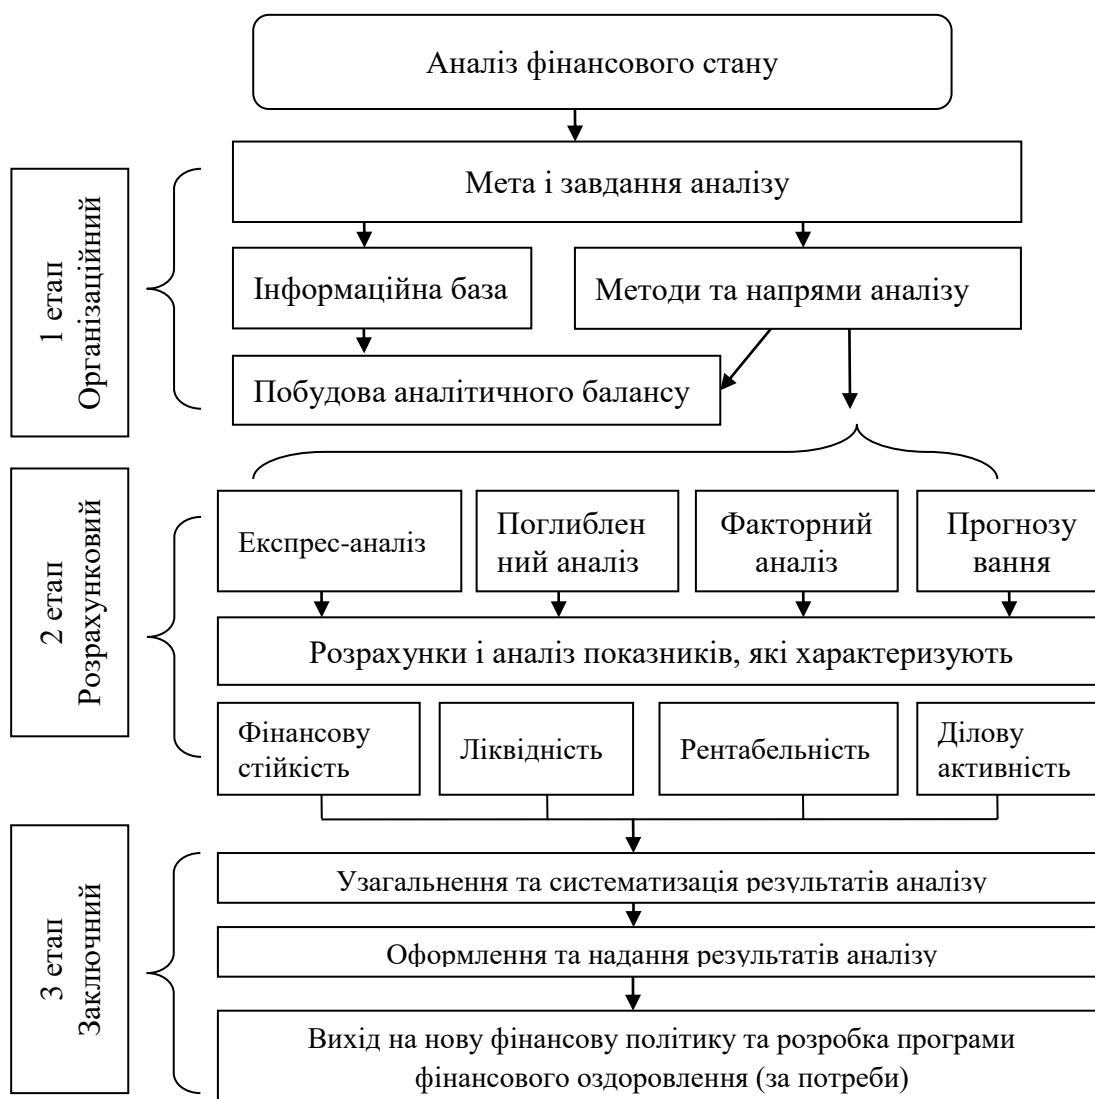 Аналіз фінансового стану
Мета і завдання аналізу
1 етап
Організаційний
Інформаційна база
Методи та напрями аналізу
Побудова аналітичного балансу
2 етап
Розрахунковий
Експрес-аналіз
Поглиблен
ний аналіз
Факторний
аналіз
Прогнозу
вання
Розрахунки і аналіз показників, які характеризують
Фінансову
стійкість
Ліквідність
Рентабельність
Ділову
активність
3 етап
Заключний
Узагальнення та систематизація результатів аналізу
Оформлення та надання результатів аналізу
Вихід на нову фінансову політику та розробка програми
фінансового оздоровлення (за потреби)